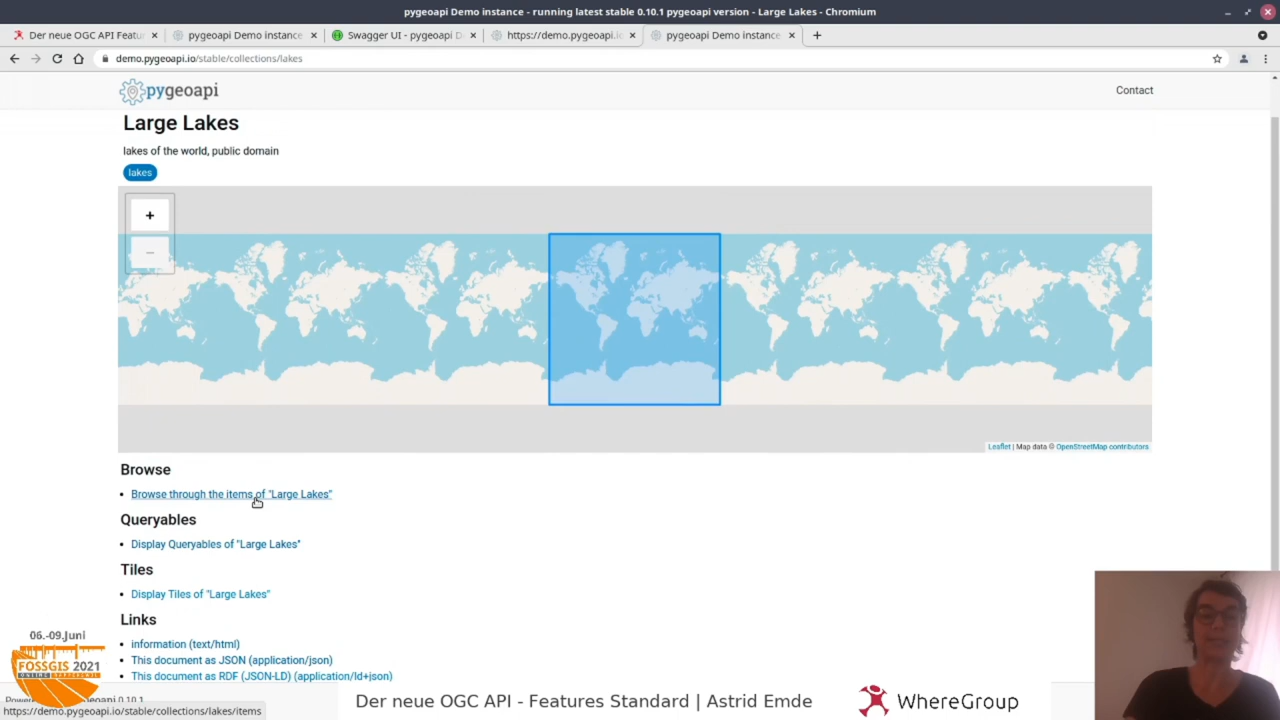 pygeoapi Demo instance - running latest stable 0.10.1 pygeoapi version - Large Lakes - Chromium
Der neue OGC API Featu
pygeoapi Demo instance
Swagger UI - pygeoapi D
https://demo.pygeoapi.io
pygeoapi Demo instance
demo.pygeoapi.io/stable/collections/lakes
pygeoapi
Contact
Large Lakes
lakes of the world, public domain
lakes
+
−
Leaflet | Map data © OpenStreetMap contributors
Browse
• Browse through the items of "Large Lakes"
Queryables
• Display Queryables of "Large Lakes"
Tiles
• Display Tiles of "Large Lakes"
Links
• information (text/html)
• This document as JSON (application/json)
• This document as RDF (JSON-LD) (application/ld+json)
06.-09.Juni
FOSSGIS 2021
https://demo.pygeoapi.io/stable/collections/lakes/items
Der neue OGC API - Features Standard | Astrid Emde
WhereGroup